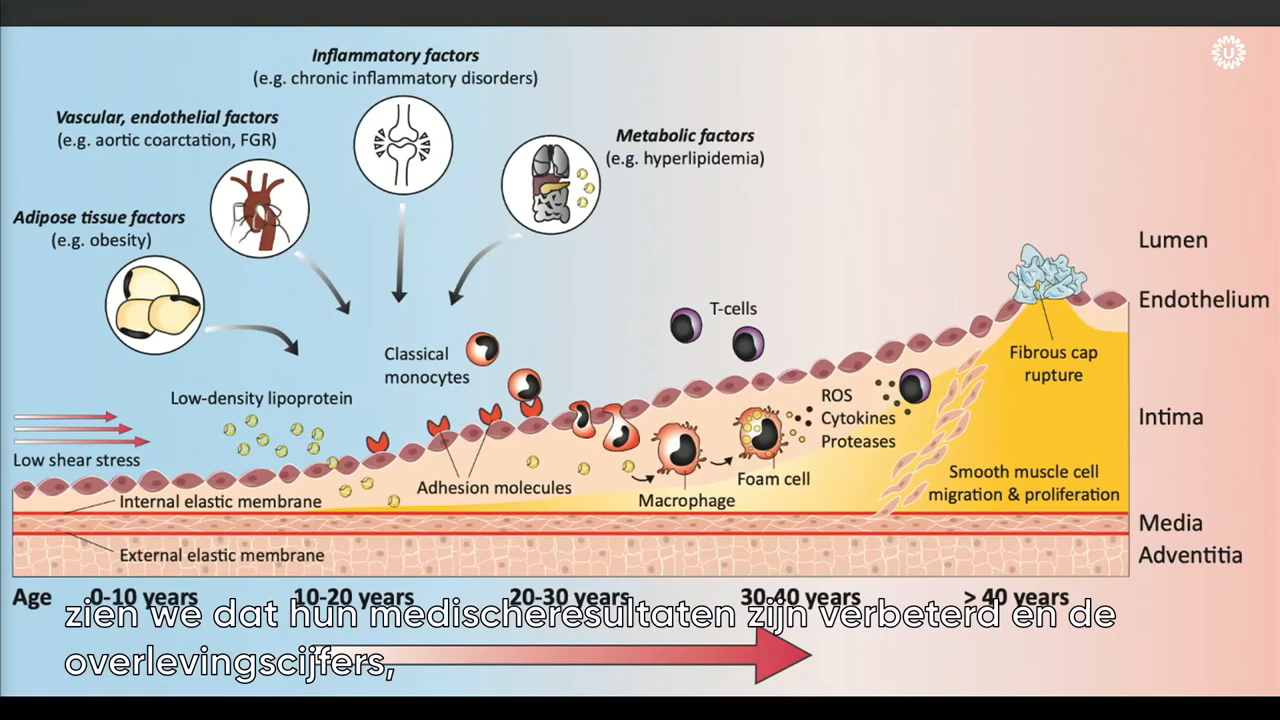 Inflammatory factors
(e.g. chronic inflammatory disorders)
Vascular, endothelial factors
(e.g. aortic coarctation, FGR)
Metabolic factors
(e.g. hyperlipidemia)
Adipose tissue factors
(e.g. obesity)
U
Lumen
Endothelium
Intima
Media
Adventitia
T-cells
Classical
monocytes
Fibrous cap
rupture
Low-density lipoprotein
ROS
Cytokines
Proteases
Low shear stress
Adhesion molecules
Macrophage
Foam cell
Smooth muscle cell
migration & proliferation
Internal elastic membrane
External elastic membrane
Age 0-10 years 10-20 years 20-30 years 30-40 years > 40 years
zien we dat hun medischeresultaten zijn verbeterd en de
overlevingscijfers,